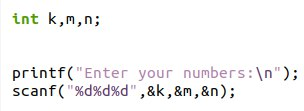 int k,m,n;
printf("Enter your numbers:\n");
scanf("%d%d%d",&k,&m,&n);